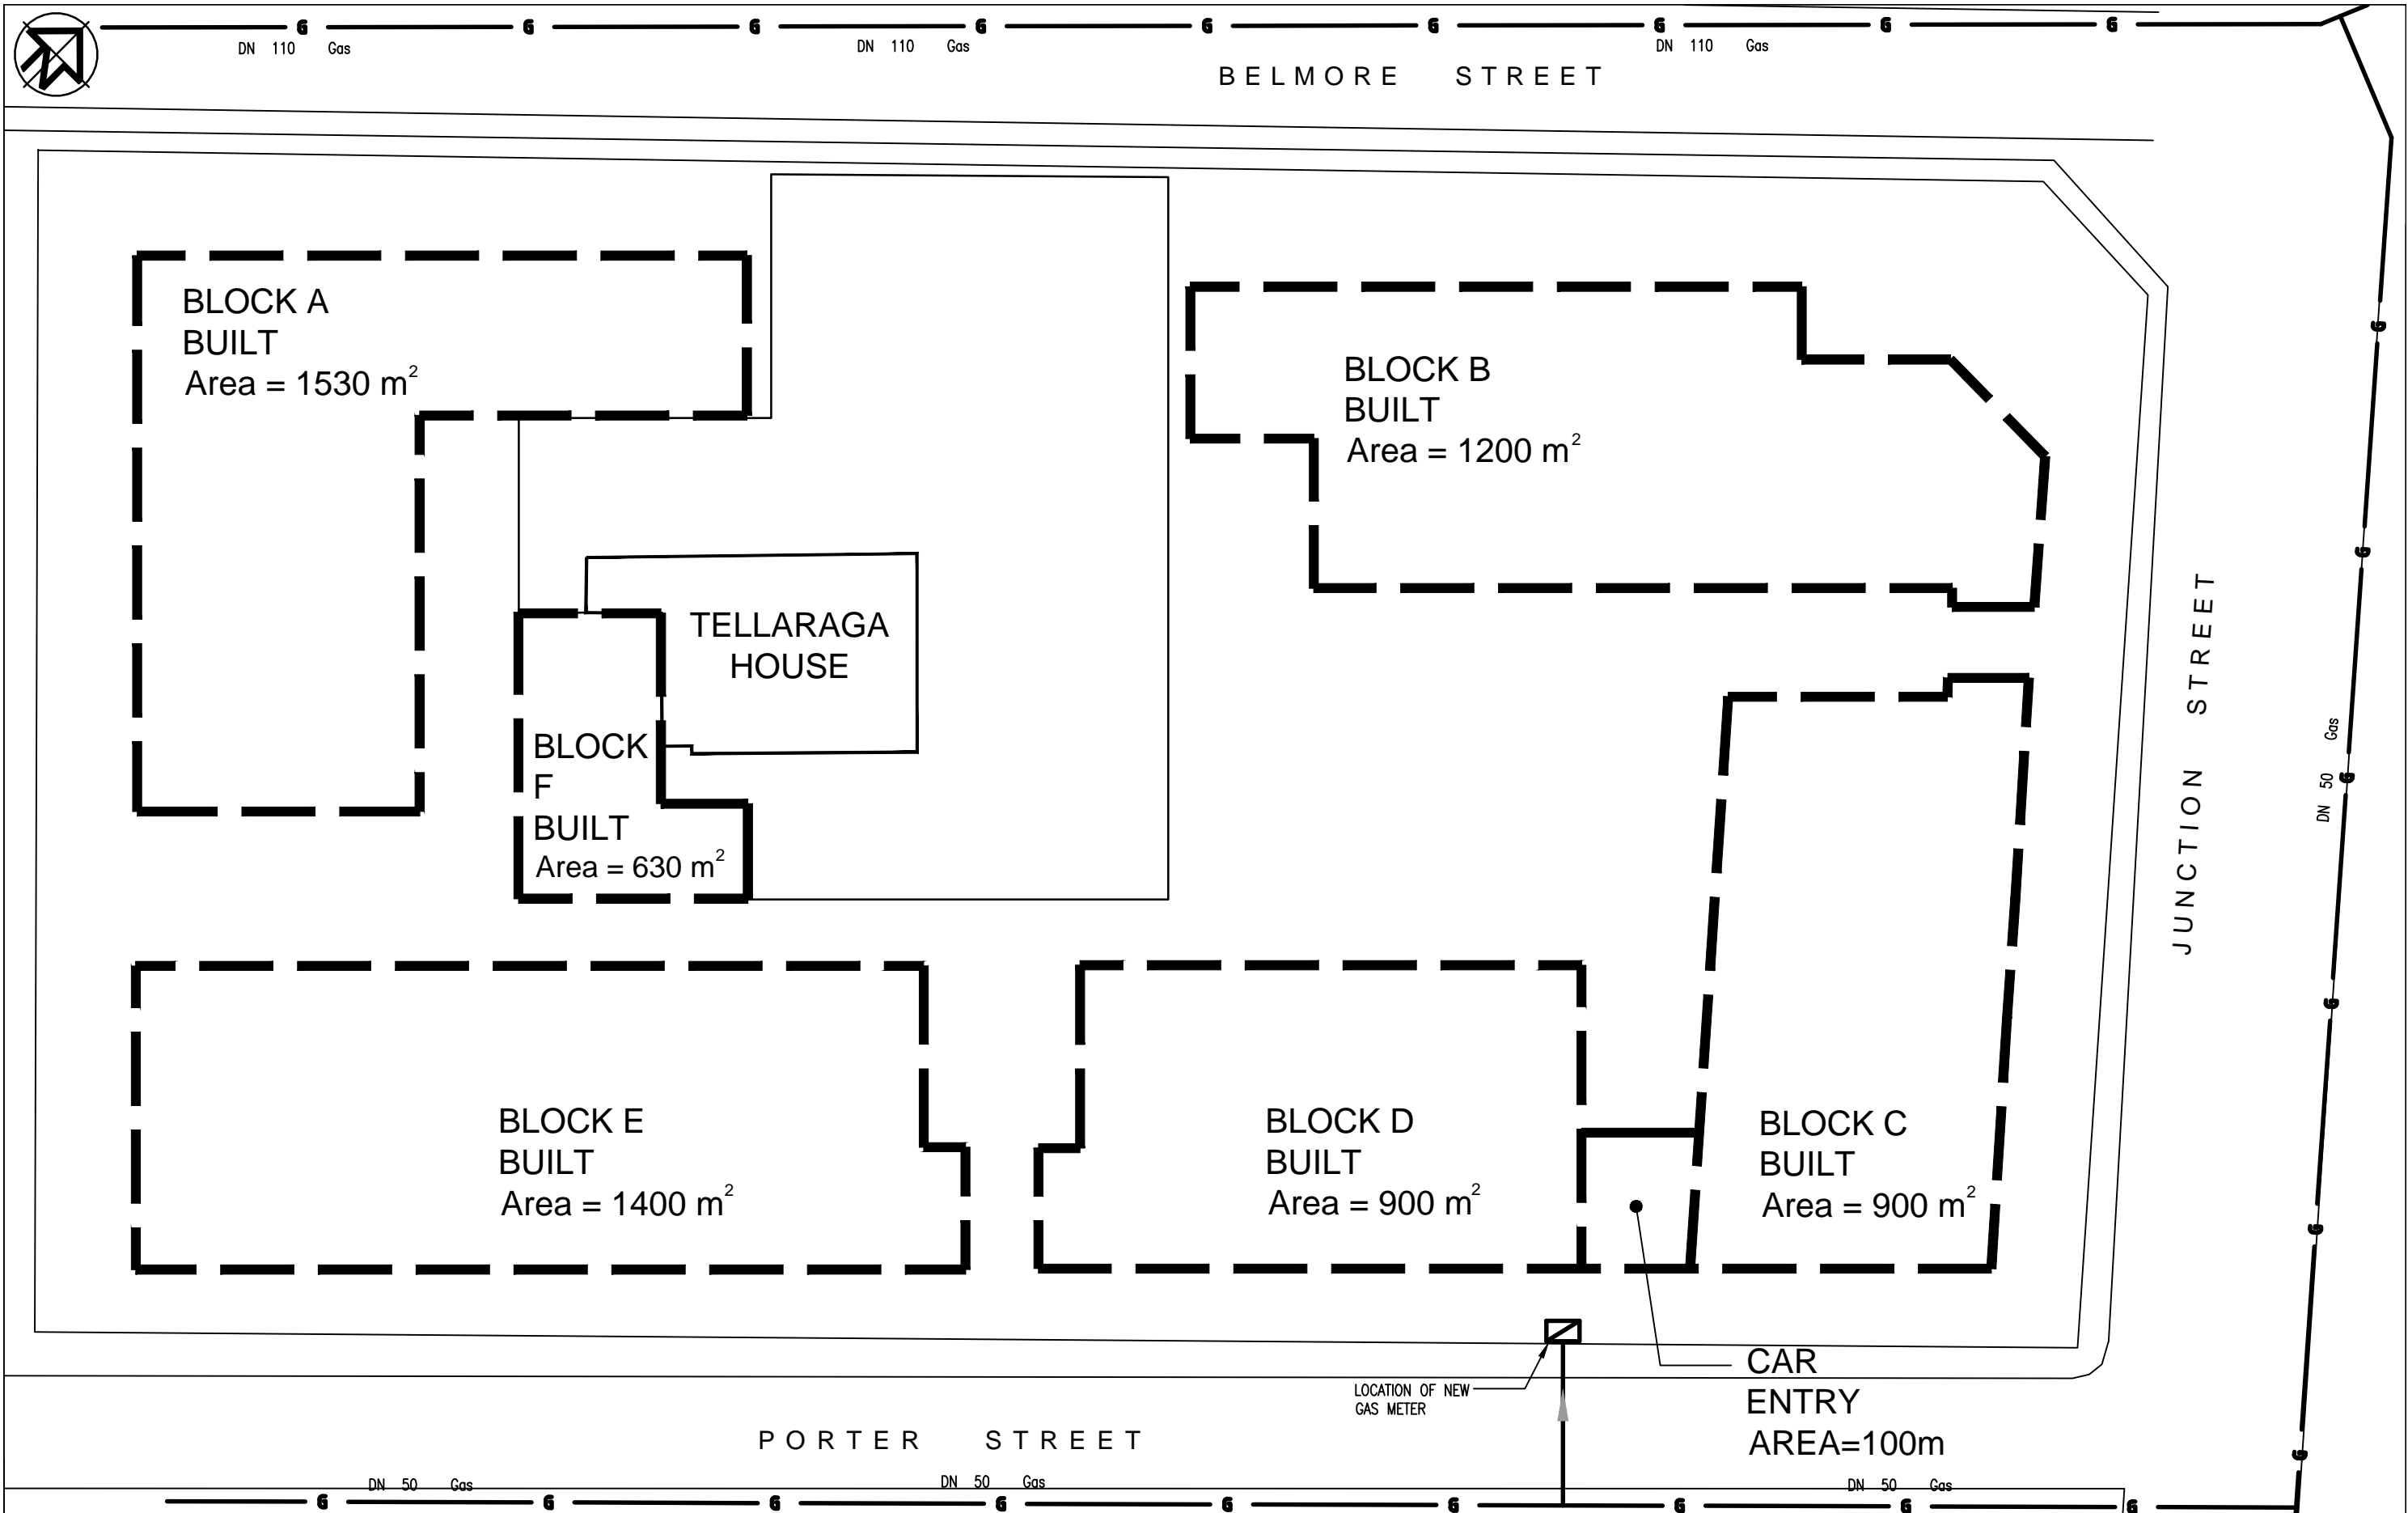 G G G G G G G G G
DN 110 Gas
DN 110 Gas
DN 110 Gas
BELMORE STREET
BLOCK A
BUILT
Area = 1530 m²
BLOCK B
BUILT
Area = 1200 m²
TELLARAGA
HOUSE
BLOCK
F
BUILT
Area = 630 m²
JUNCTION STREET
DN 50 Gas
G G G G G G
BLOCK E
BUILT
Area = 1400 m²
BLOCK D
BUILT
Area = 900 m²
BLOCK C
BUILT
Area = 900 m²
CAR
ENTRY
AREA=100m
LOCATION OF NEW
GAS METER
PORTER STREET
DN 50 Gas
DN 50 Gas
DN 50 Gas
G G G G G G G G G